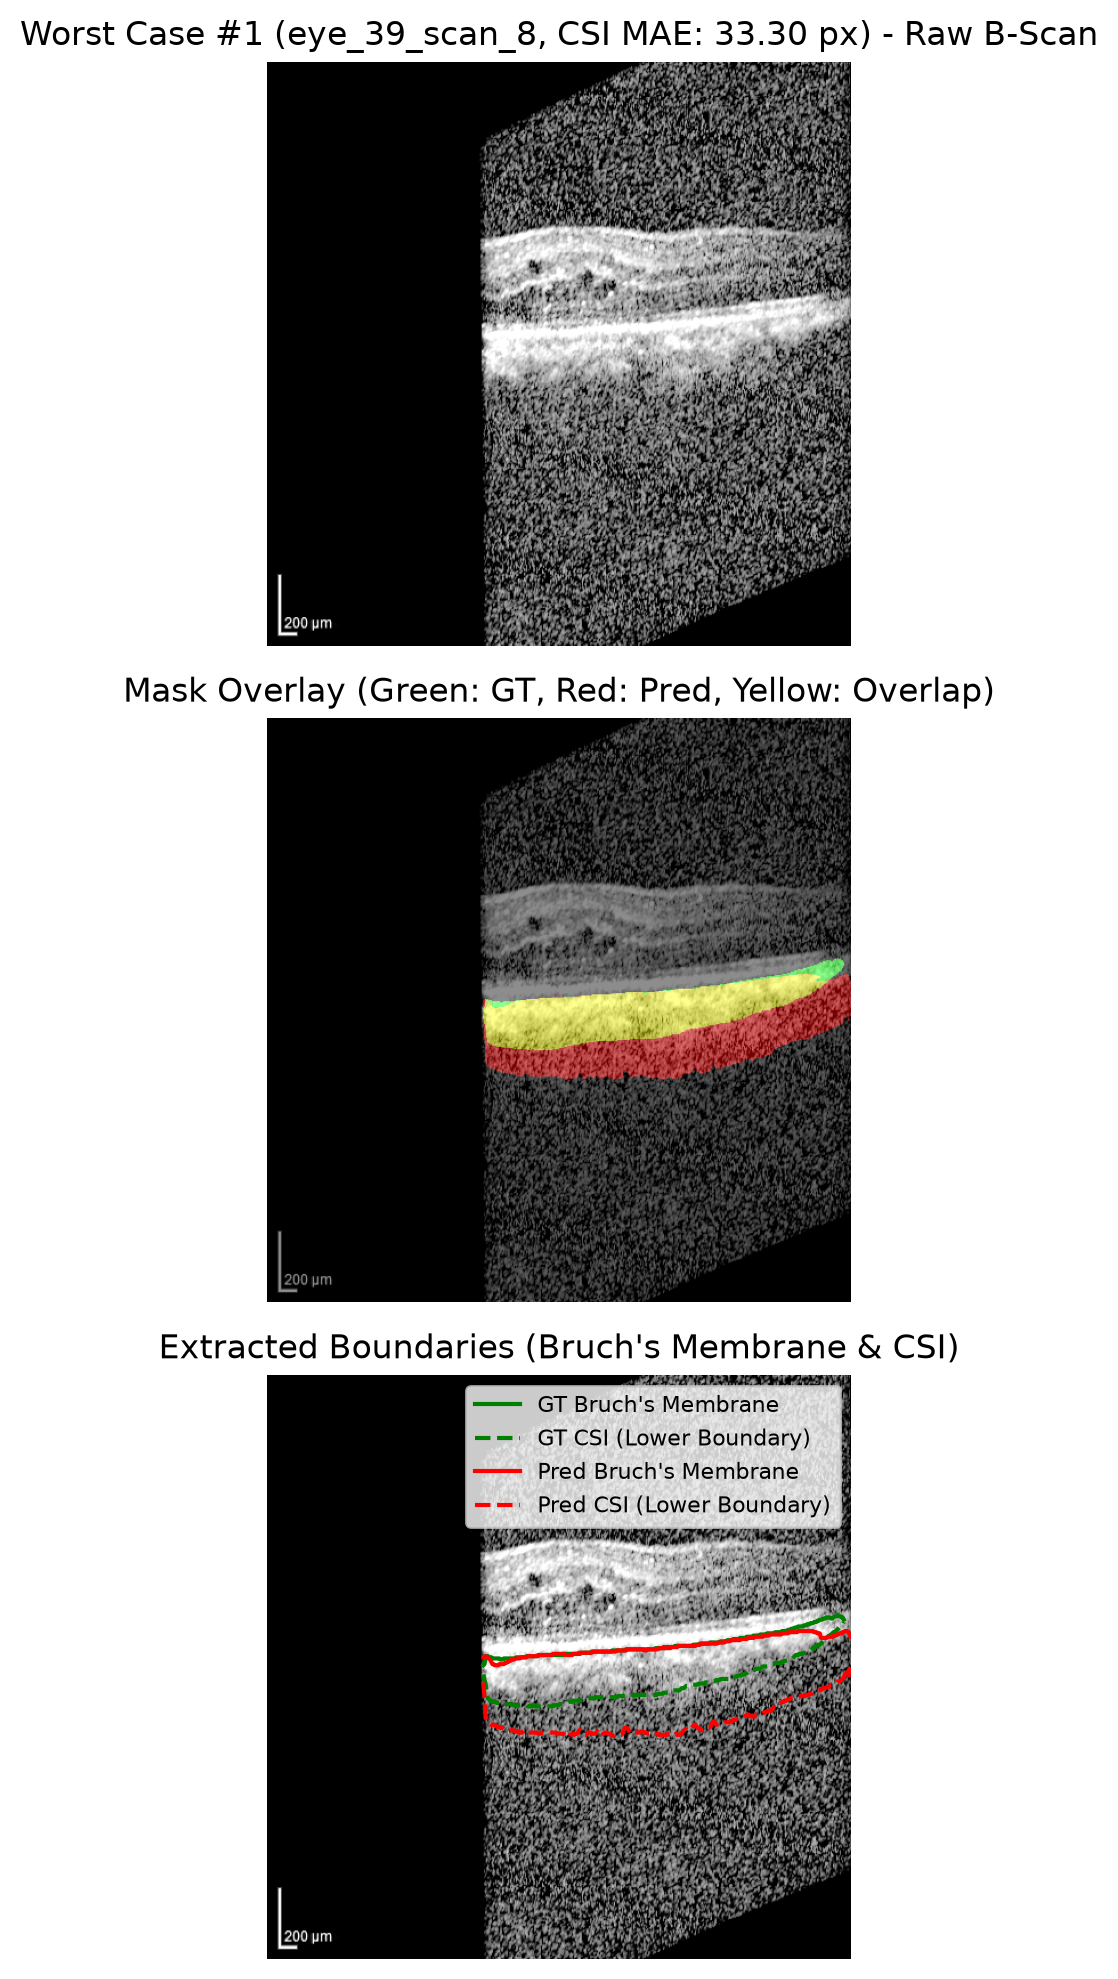 Worst Case #1 (eye_39_scan_8, CSI MAE: 33.30 px) - Raw B-Scan
200 µm
Mask Overlay (Green: GT, Red: Pred, Yellow: Overlap)
200 µm
Extracted Boundaries (Bruch's Membrane & CSI)
GT Bruch's Membrane
GT CSI (Lower Boundary)
Pred Bruch's Membrane
Pred CSI (Lower Boundary)
200 µm